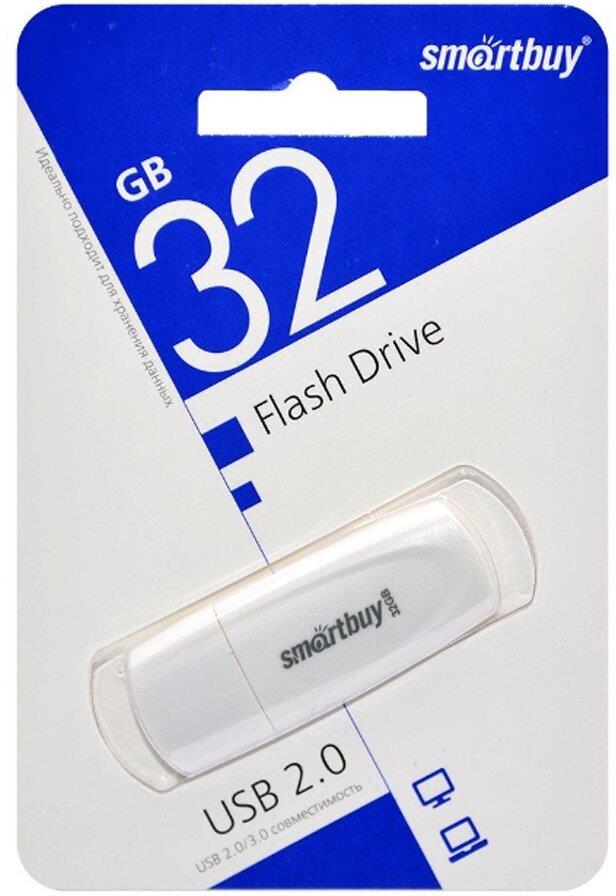 smartbuy®
GB
32
Идеально подходит для хранения данных
Flash Drive
smartbuy 32GB
USB 2.0
USB 2.0/3.0 совместимость